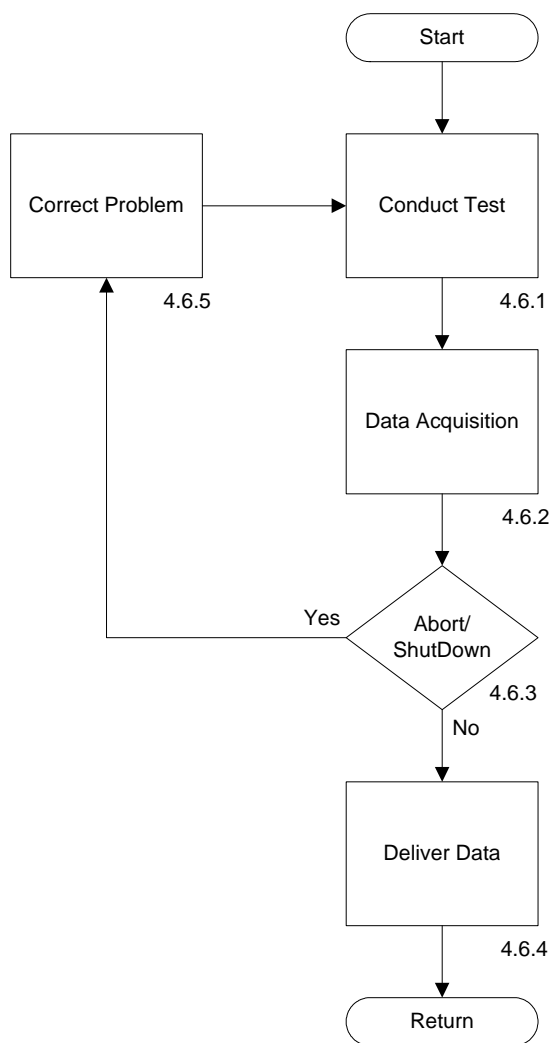 Start
Correct Problem
Conduct Test
4.6.5
4.6.1
Data Acquisition
4.6.2
Yes
Abort/
ShutDown
4.6.3
No
Deliver Data
4.6.4
Return